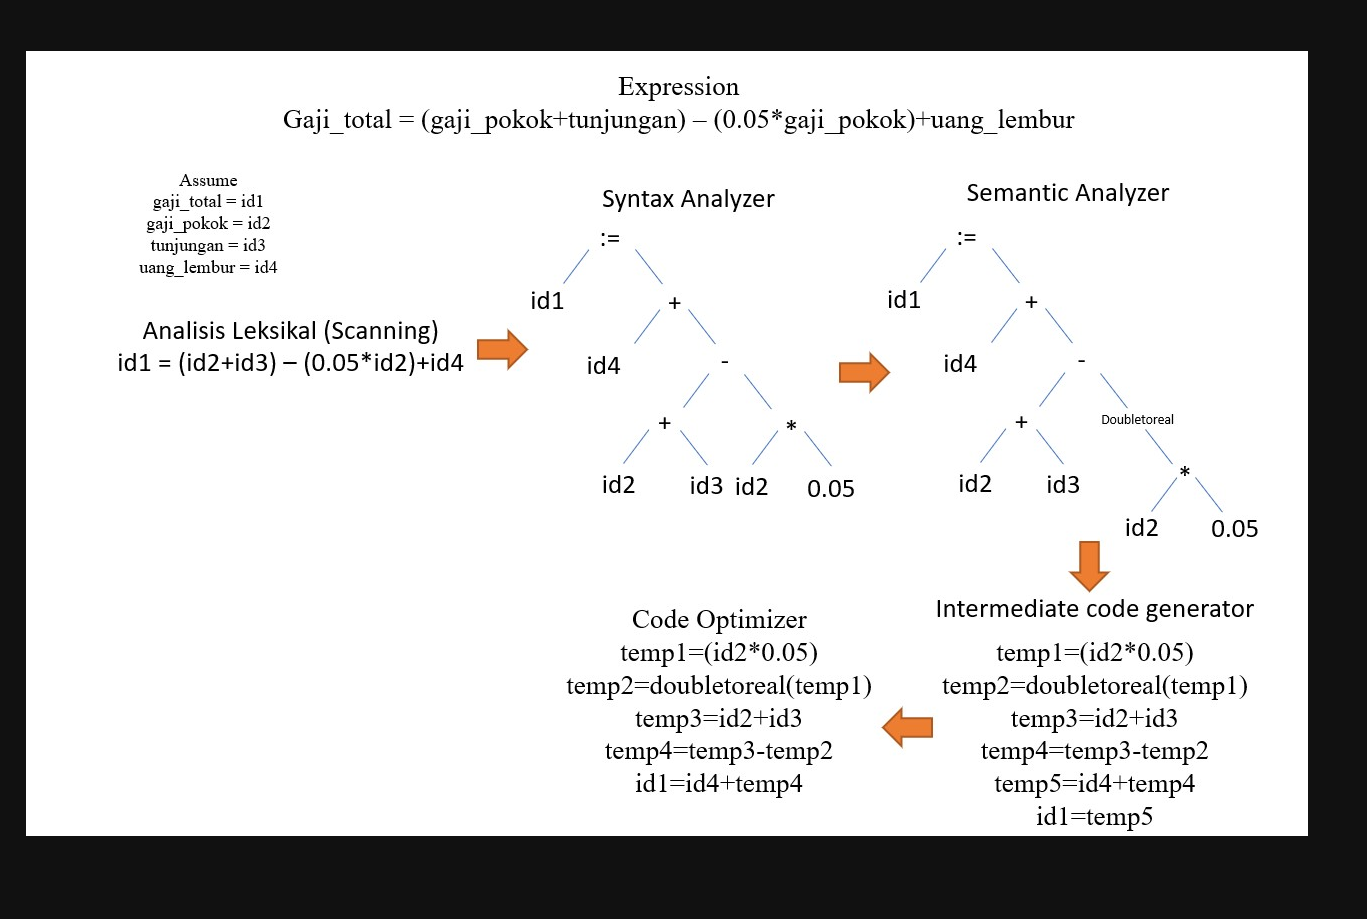 Expression
Gaji_total = (gaji_pokok+tunjungan) – (0.05*gaji_pokok)+uang_lembur
Assume
gaji_total = id1
gaji_pokok = id2
tunjungan = id3
uang_lembur = id4
Analisis Leksikal (Scanning)
id1 = (id2+id3) – (0.05*id2)+id4
Syntax Analyzer
:=
id1
+
id4
-
+
*
id2
id3
id2
0.05
Semantic Analyzer
:=
id1
+
id4
-
+
Doubletoreal
id2
id3
*
id2
0.05
Intermediate code generator
temp1=(id2*0.05)
temp2=doubletoreal(temp1)
temp3=id2+id3
temp4=temp3-temp2
temp5=id4+temp4
id1=temp5
Code Optimizer
temp1=(id2*0.05)
temp2=doubletoreal(temp1)
temp3=id2+id3
temp4=temp3-temp2
id1=id4+temp4